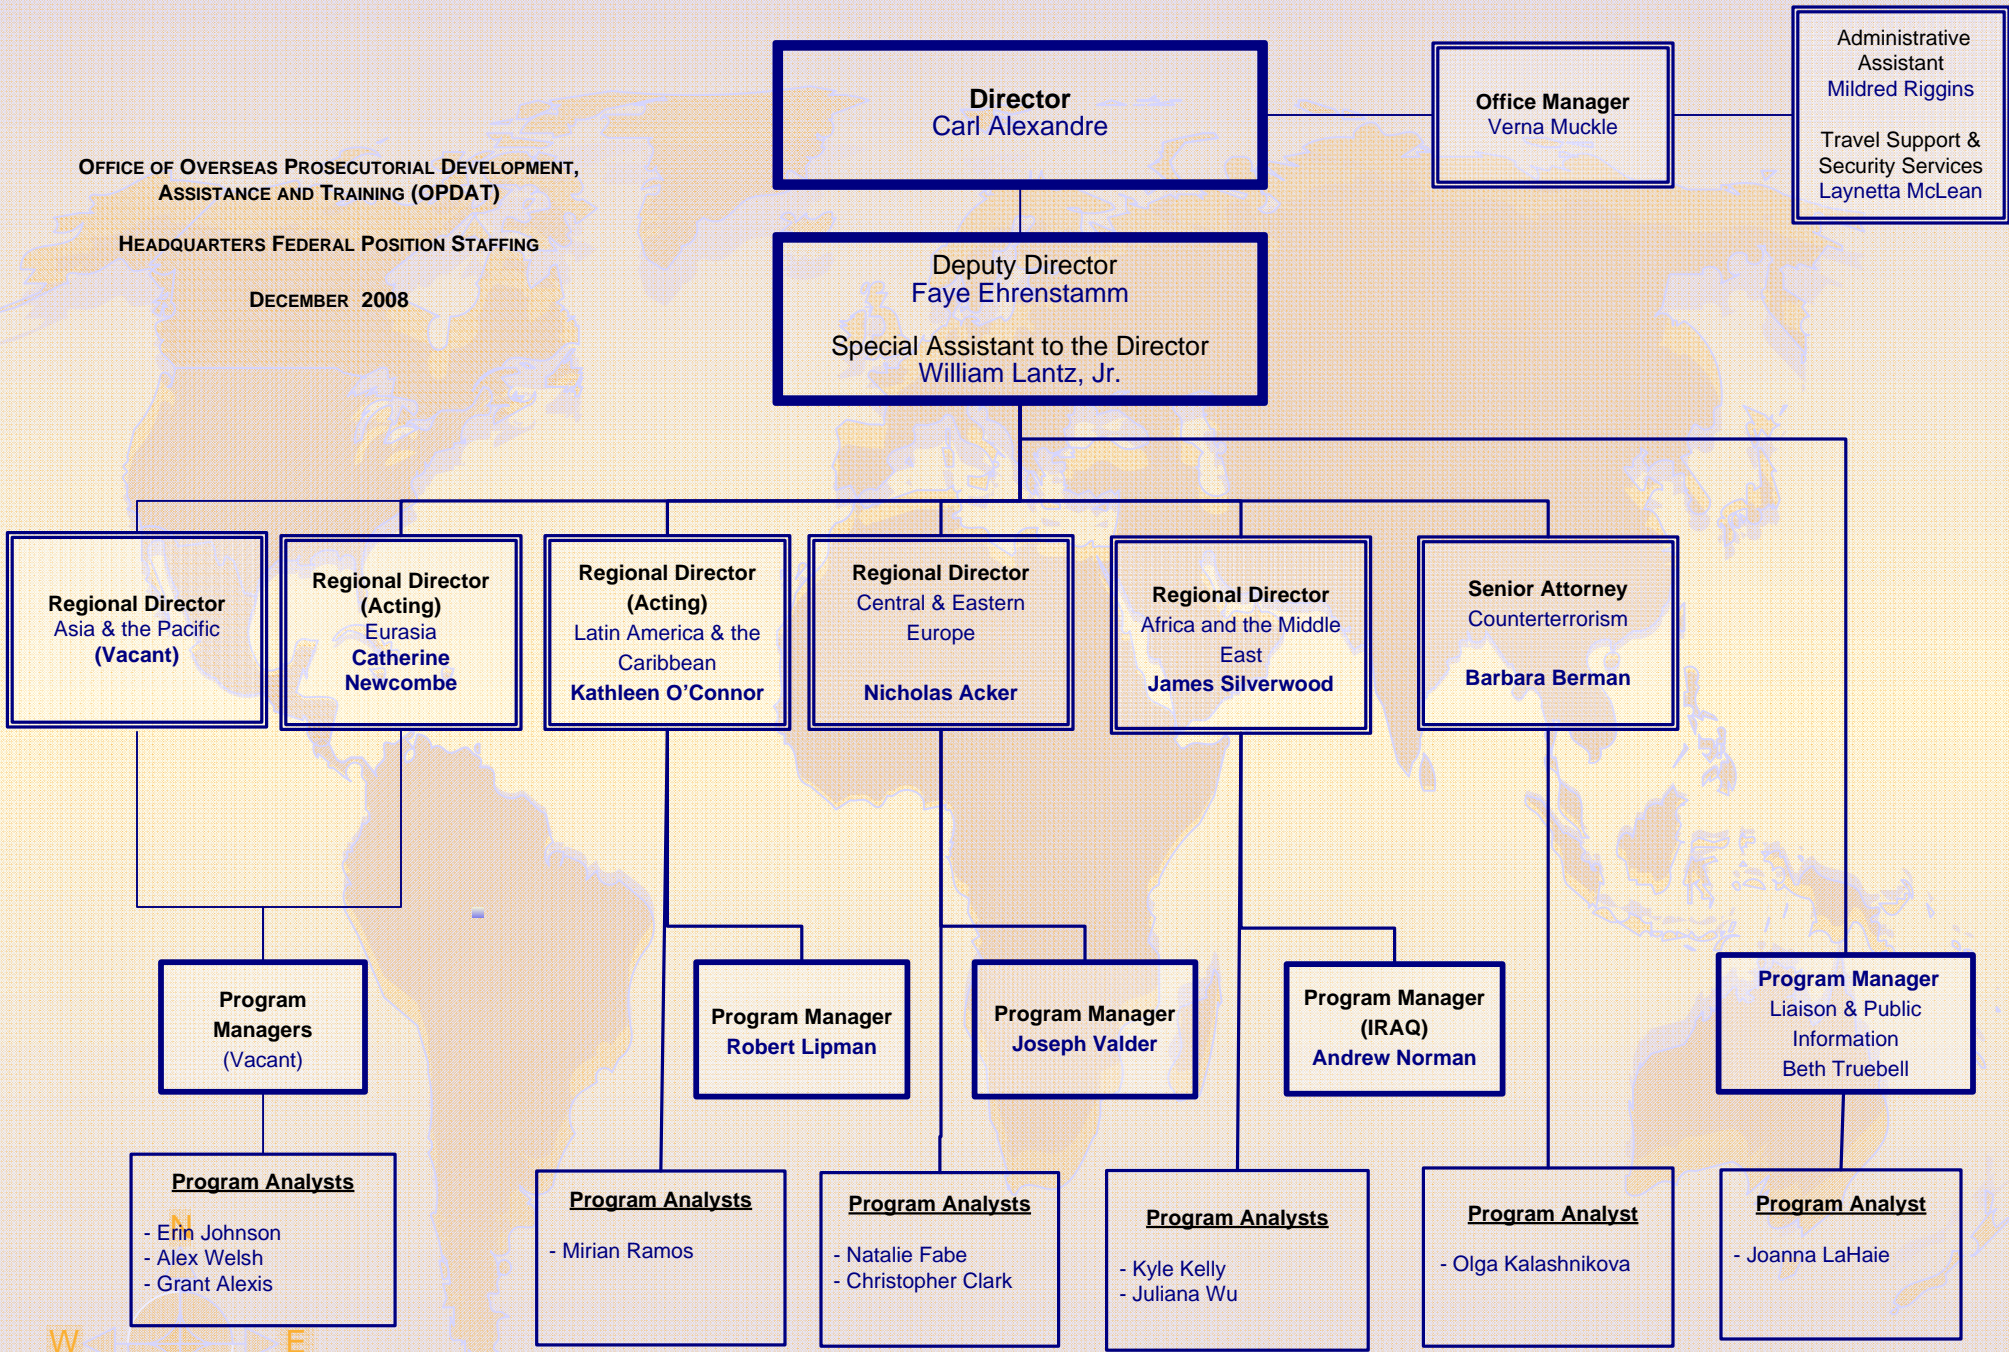 OFFICE OF OVERSEAS PROSECUTORIAL DEVELOPMENT,
ASSISTANCE AND TRAINING (OPDAT)
HEADQUARTERS FEDERAL POSITION STAFFING
DECEMBER 2008
Director
Carl Alexandre
Office Manager
Verna Muckle
Administrative
Assistant
Mildred Riggins
Travel Support &
Security Services
Laynetta McLean
Deputy Director
Faye Ehrenstamm
Special Assistant to the Director
William Lantz, Jr.
Regional Director
Asia & the Pacific
(Vacant)
Regional Director
(Acting)
Eurasia
Catherine
Newcombe
Regional Director
(Acting)
Latin America & the
Caribbean
Kathleen O’Connor
Regional Director
Central & Eastern
Europe
Nicholas Acker
Regional Director
Africa and the Middle
East
James Silverwood
Senior Attorney
Counterterrorism
Barbara Berman
Program
Managers
(Vacant)
Program Manager
Robert Lipman
Program Manager
Joseph Valder
Program Manager
(IRAQ)
Andrew Norman
Program Manager
Liaison & Public
Information
Beth Truebell
Program Analysts
- Erin Johnson
- Alex Welsh
- Grant Alexis
Program Analysts
- Mirian Ramos
Program Analysts
- Natalie Fabe
- Christopher Clark
Program Analysts
- Kyle Kelly
- Juliana Wu
Program Analyst
- Olga Kalashnikova
Program Analyst
- Joanna LaHaie
N
W
E